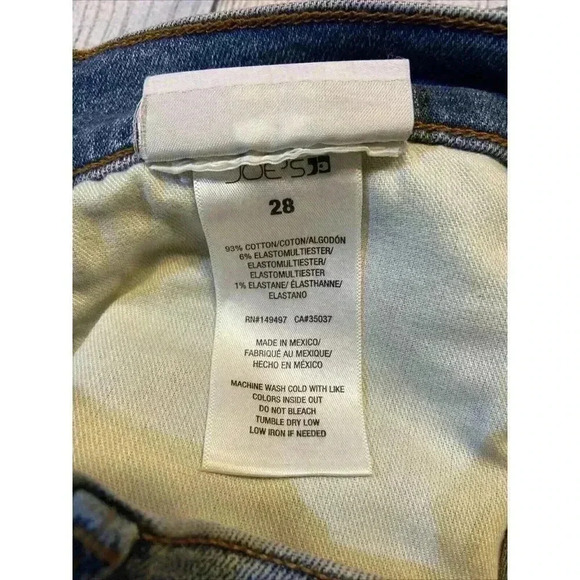 JOE'S
28
93% COTTON/COTON/ALGODÓN
6% ELASTOMULTIESTER/
ELASTOMULTIESTER/
ELASTOMULTIESTER
1% ELASTANE/ ÉLASTHANNE/
ELASTANO
RN#149497 CA#35037
MADE IN MEXICO/
FABRIQUÉ AU MEXIQUE/
HECHO EN MÉXICO
MACHINE WASH COLD WITH LIKE
COLORS INSIDE OUT
DO NOT BLEACH
TUMBLE DRY LOW
LOW IRON IF NEEDED